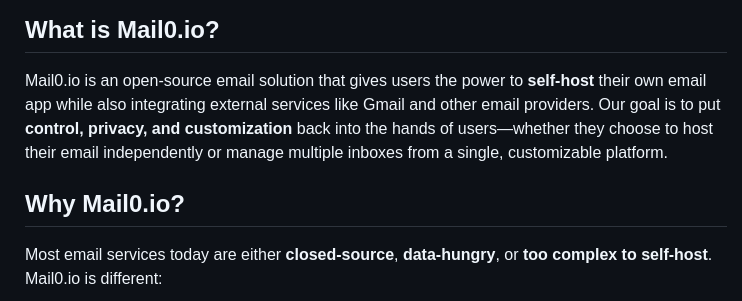 What is Mail0.io?
Mail0.io is an open-source email solution that gives users the power to self-host their own email
app while also integrating external services like Gmail and other email providers. Our goal is to put
control, privacy, and customization back into the hands of users—whether they choose to host
their email independently or manage multiple inboxes from a single, customizable platform.
Why Mail0.io?
Most email services today are either closed-source, data-hungry, or too complex to self-host.
Mail0.io is different: